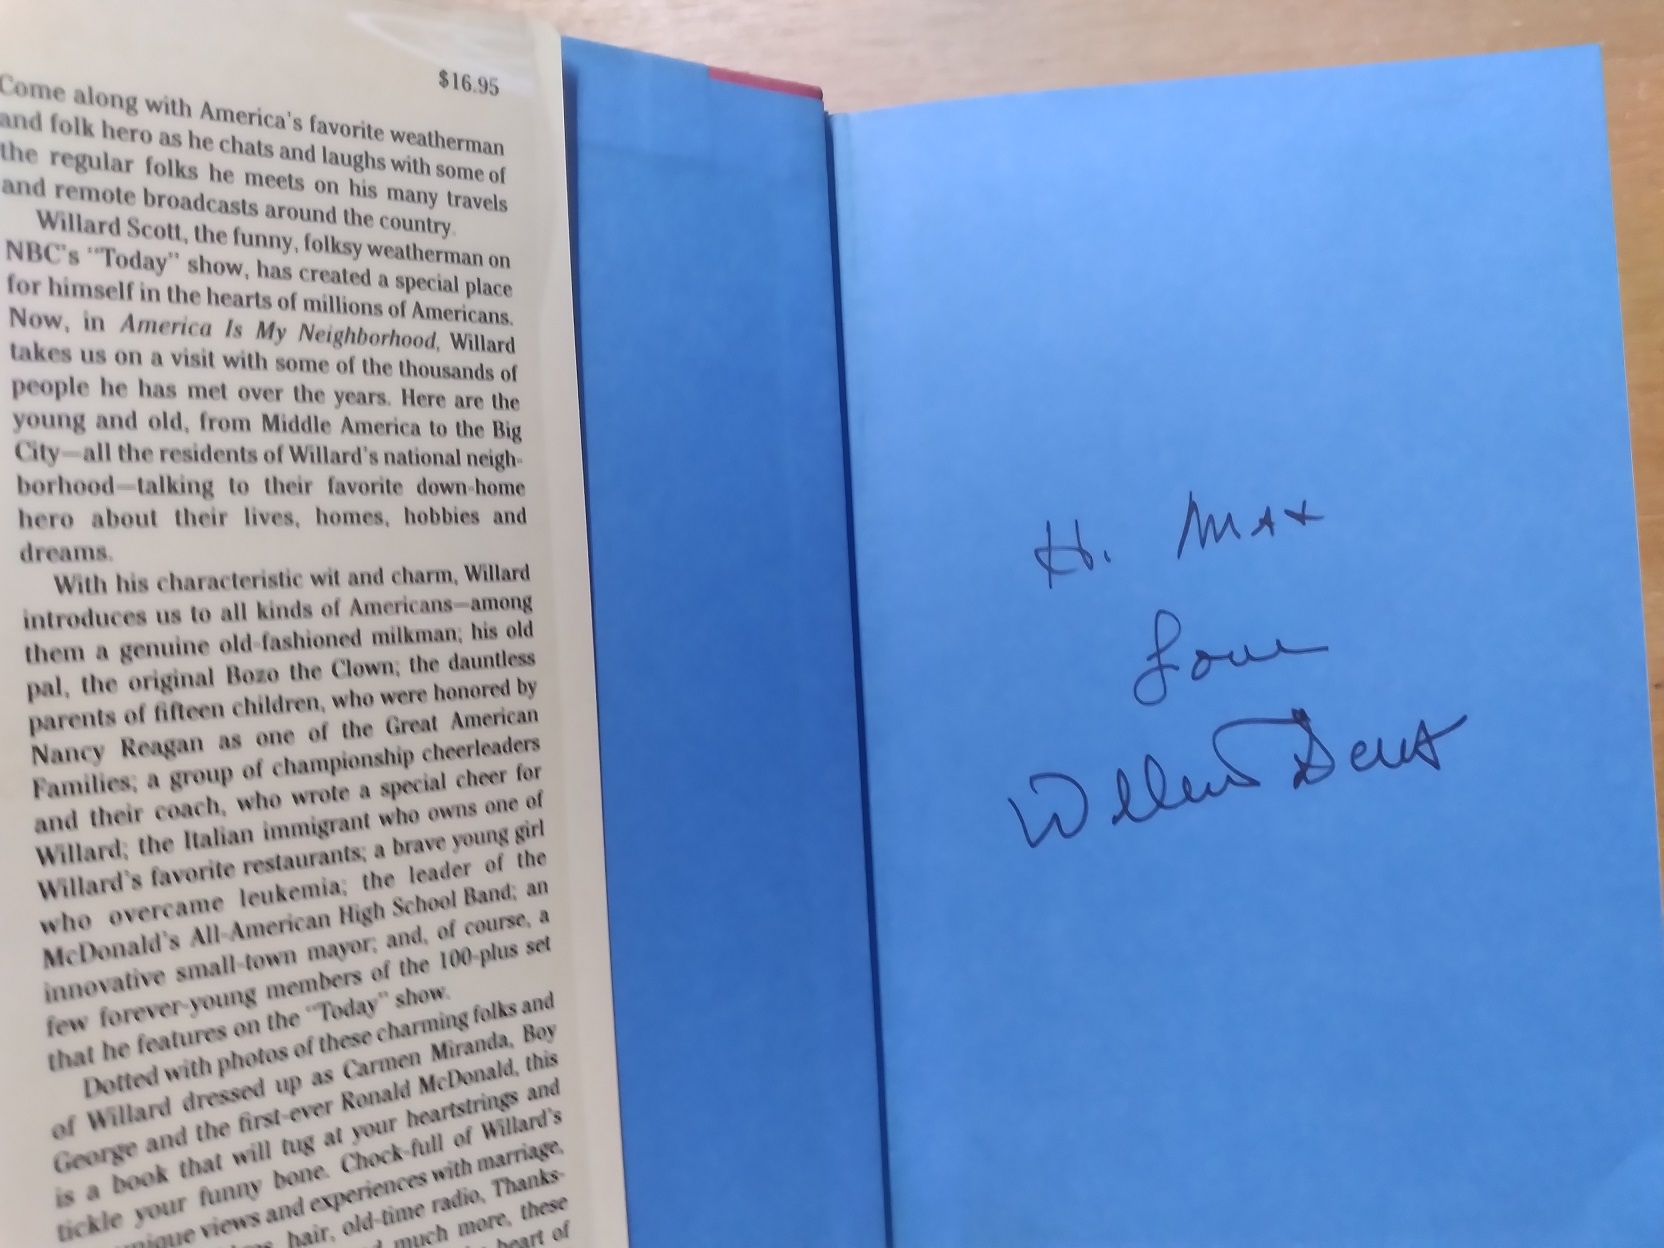 $16.95
Come along with America's favorite weatherman
and folk hero as he chats and laughs with some of
the regular folks he meets on his many travels
and remote broadcasts around the country.
Willard Scott, the funny, folksy weatherman on
NBC's "Today" show, has created a special place
for himself in the hearts of millions of Americans.
Now, in America Is My Neighborhood, Willard
takes us on a visit with some of the thousands of
people he has met over the years. Here are the
young and old, from Middle America to the Big
City—all the residents of Willard's national neigh-
borhood—talking to their favorite down-home
hero about their lives, homes, hobbies and
dreams.
With his characteristic wit and charm, Willard
introduces us to all kinds of Americans—among
them a genuine old-fashioned milkman; his old
pal, the original Bozo the Clown; the dauntless
parents of fifteen children, who were honored by
Nancy Reagan as one of the Great American
Families; a group of championship cheerleaders
and their coach, who wrote a special cheer for
Willard; the Italian immigrant who owns one of
Willard's favorite restaurants; a brave young girl
who overcame leukemia; the leader of the
McDonald's All-American High School Band; an
innovative small-town mayor; and, of course, a
few forever-young members of the 100-plus set
that he features on the "Today" show.
Dotted with photos of these charming folks and
of Willard dressed up as Carmen Miranda, Boy
George and the first-ever Ronald McDonald, this
is a book that will tug at your heartstrings and
tickle your funny bone. Chock-full of Willard's
unique views and experiences with marriage,
hair, old-time radio, Thanks-
much more, these
heart of
Hi Max
Love
Willard Scott